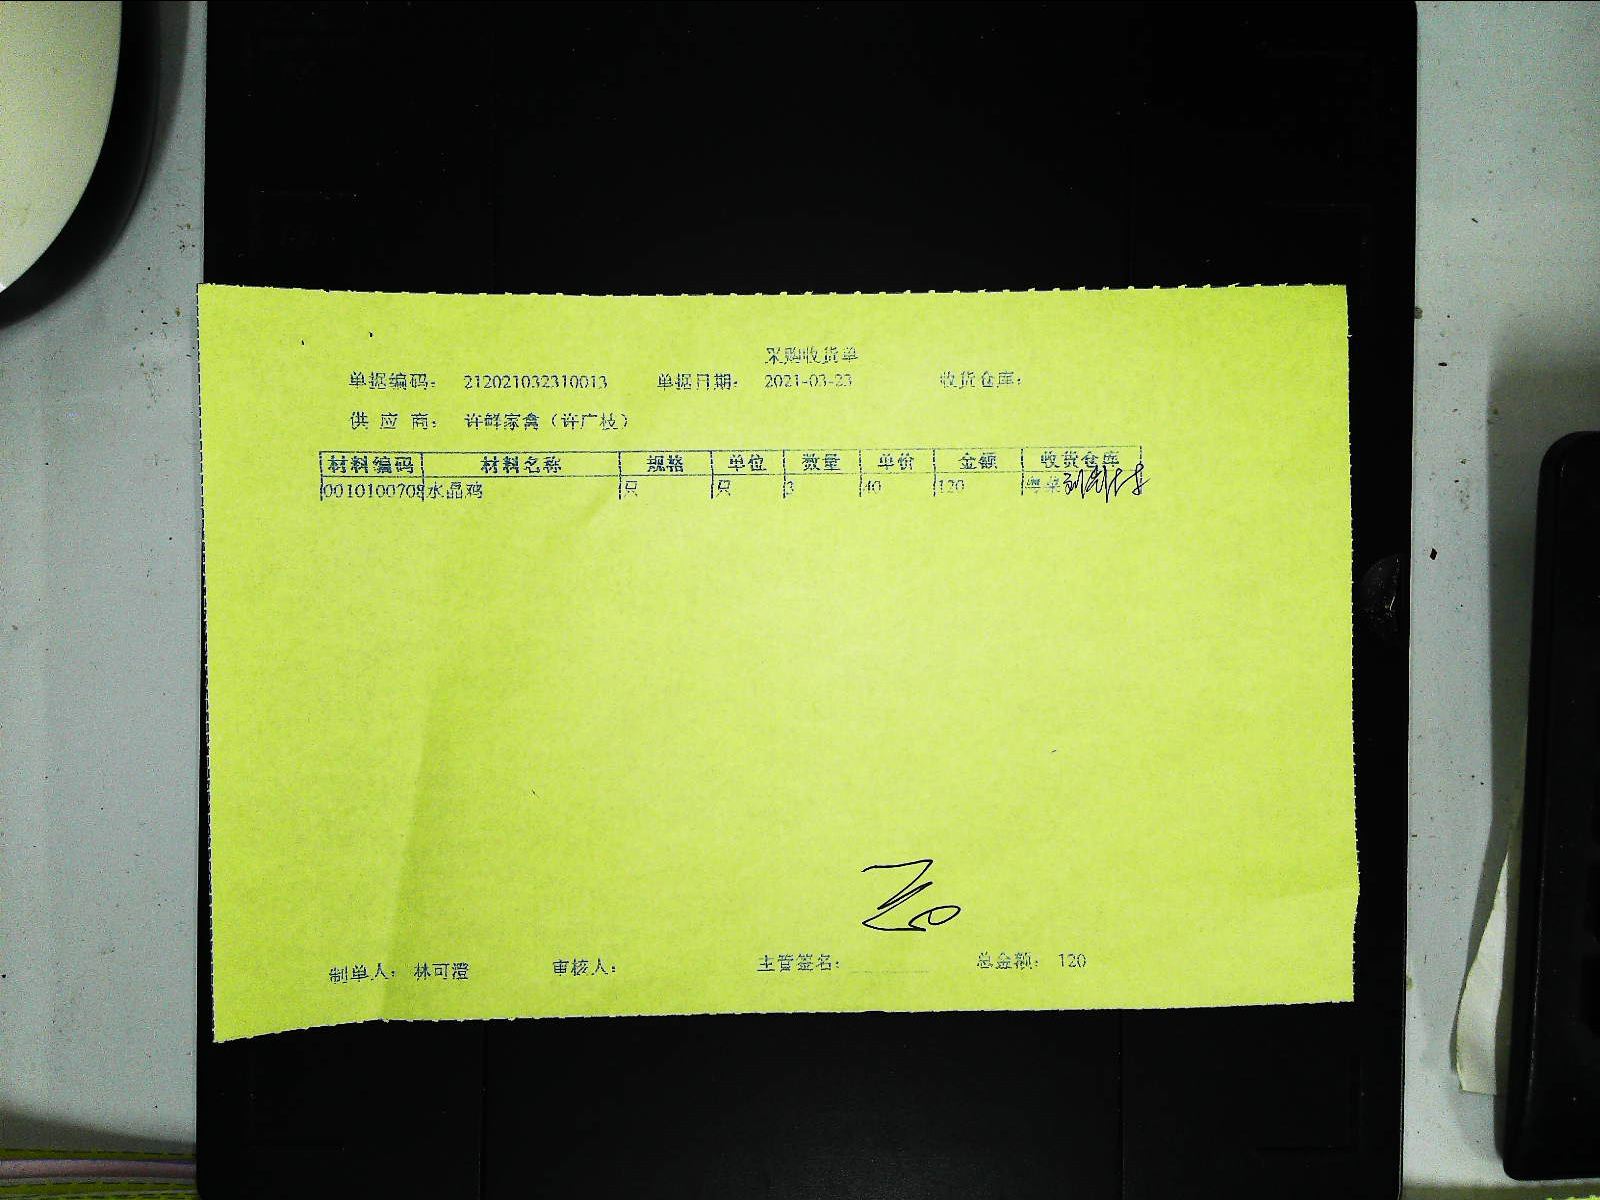 采购收货单
单据编码： 212021032310013 单据日期： 2021-03-23 收货仓库：
供 应 商： 许鲜家禽（许广枝）
材料编码 材料名称 规格 单位 数量 单价 金额 收货仓库
0010100708 水晶鸡 只 只 3 40 120 粤菜
制单人： 林可澄 审核人： 主管签名： 总金额： 120